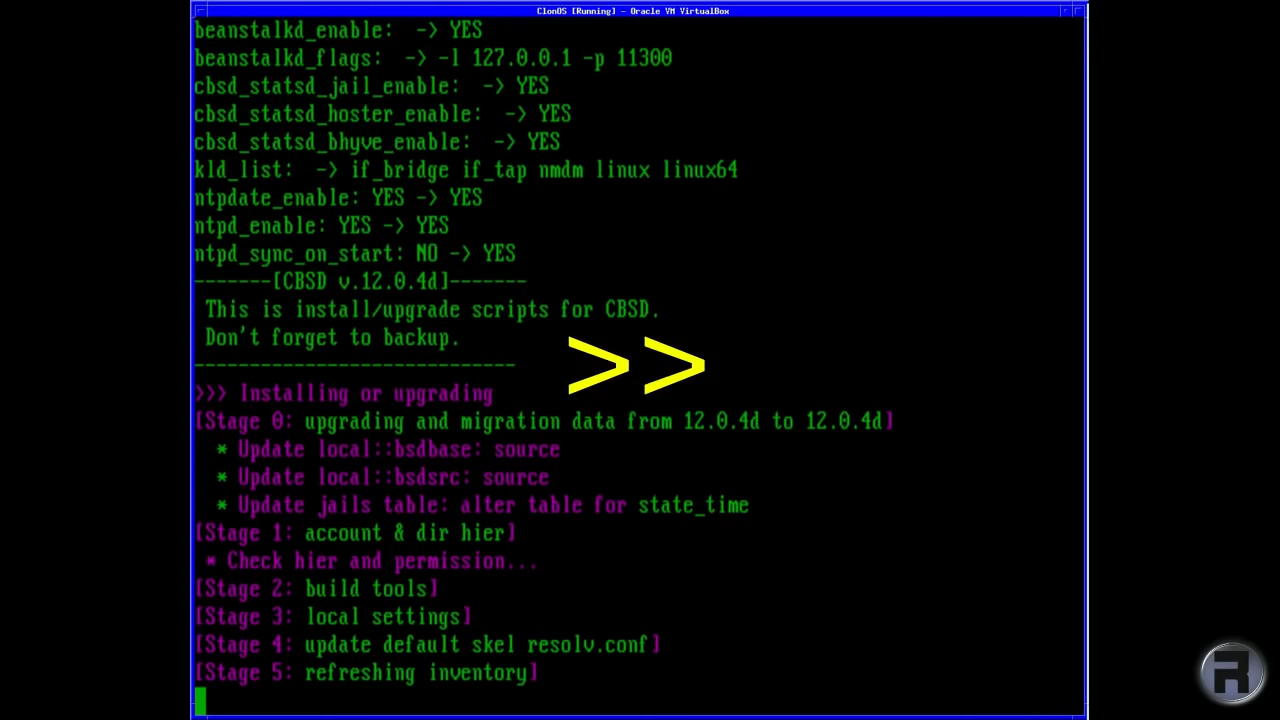 ClonOS [Running] - Oracle VM VirtualBox
beanstalkd_enable:  -> YES
beanstalkd_flags:  -> -l 127.0.0.1 -p 11300
cbsd_statsd_jail_enable:  -> YES
cbsd_statsd_hoster_enable:  -> YES
cbsd_statsd_bhyve_enable:  -> YES
kld_list:  -> if_bridge if_tap nmdm linux linux64
ntpdate_enable: YES -> YES
ntpd_enable: YES -> YES
ntpd_sync_on_start: NO -> YES
-------[CBSD v.12.0.4d]-------
This is install/upgrade scripts for CBSD.
Don't forget to backup.
-----------------------------
>>
>>> Installing or upgrading
[Stage 0: upgrading and migration data from 12.0.4d to 12.0.4d]
* Update local::bsdbase: source
* Update local::bsdsrc: source
* Update jails table: alter table for state_time
[Stage 1: account & dir hier]
* Check hier and permission...
[Stage 2: build tools]
[Stage 3: local settings]
[Stage 4: update default skel resolv.conf]
[Stage 5: refreshing inventory]
R